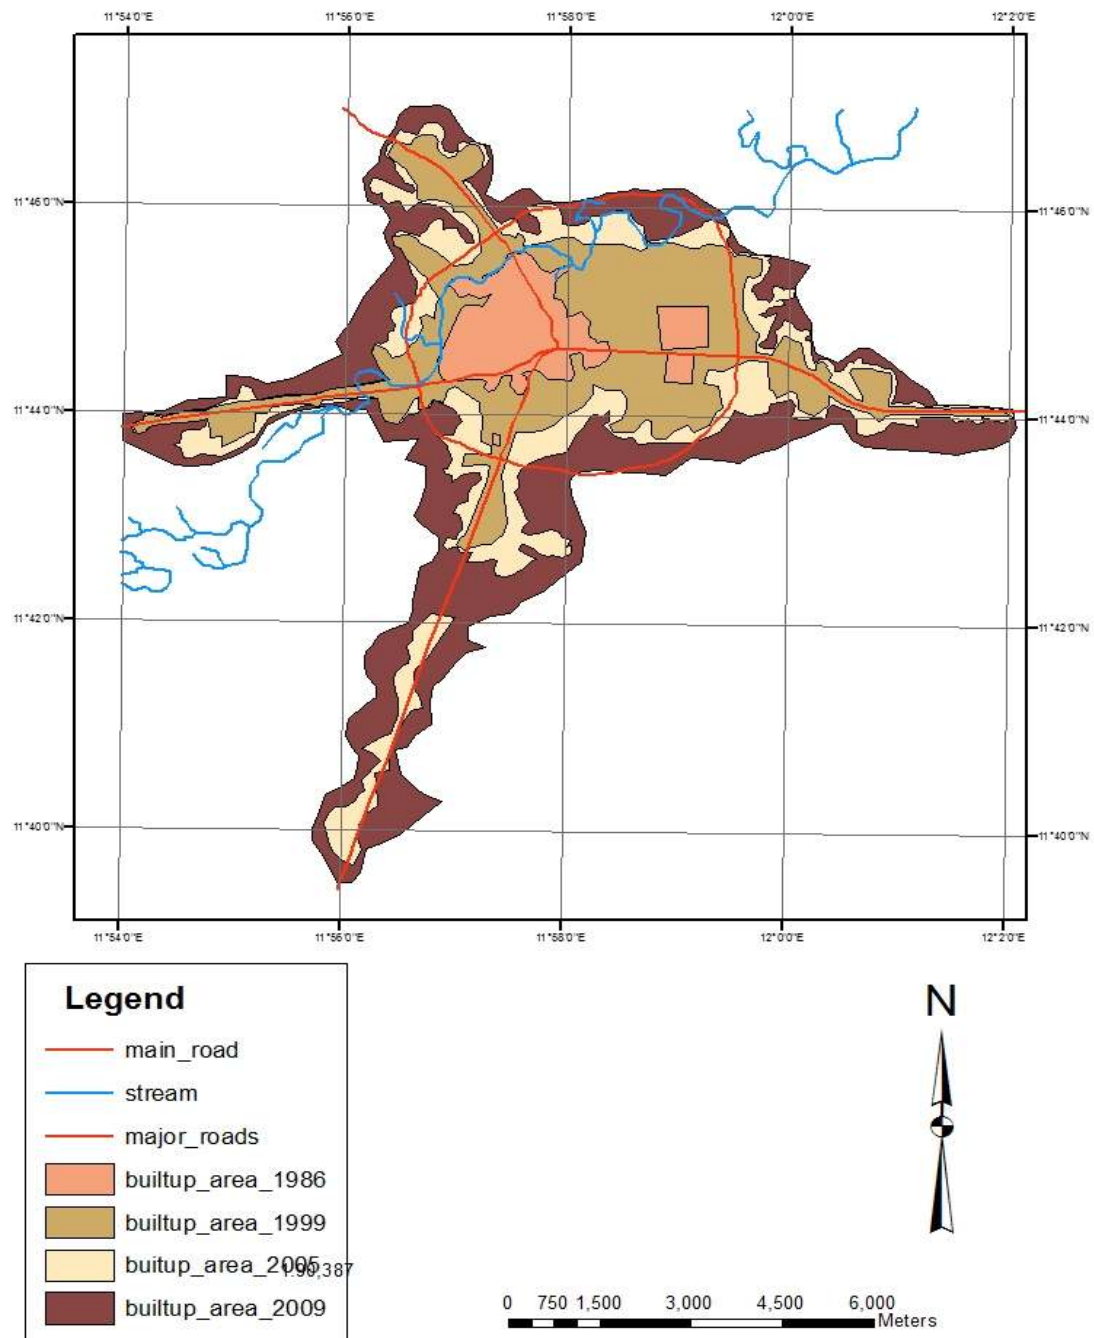 11°54'0"E 11°56'0"E 11°58'0"E 12°0'0"E 12°2'0"E
11°46'0"N 11°46'0"N
11°44'0"N 11°44'0"N
11°42'0"N 11°42'0"N
11°40'0"N 11°40'0"N
11°54'0"E 11°56'0"E 11°58'0"E 12°0'0"E 12°2'0"E
Legend
main_road
stream
major_roads
builtup_area_1986
builtup_area_1999
buitup_area_2005
builtup_area_2009
N
0 750 1,500 3,000 4,500 6,000
Meters